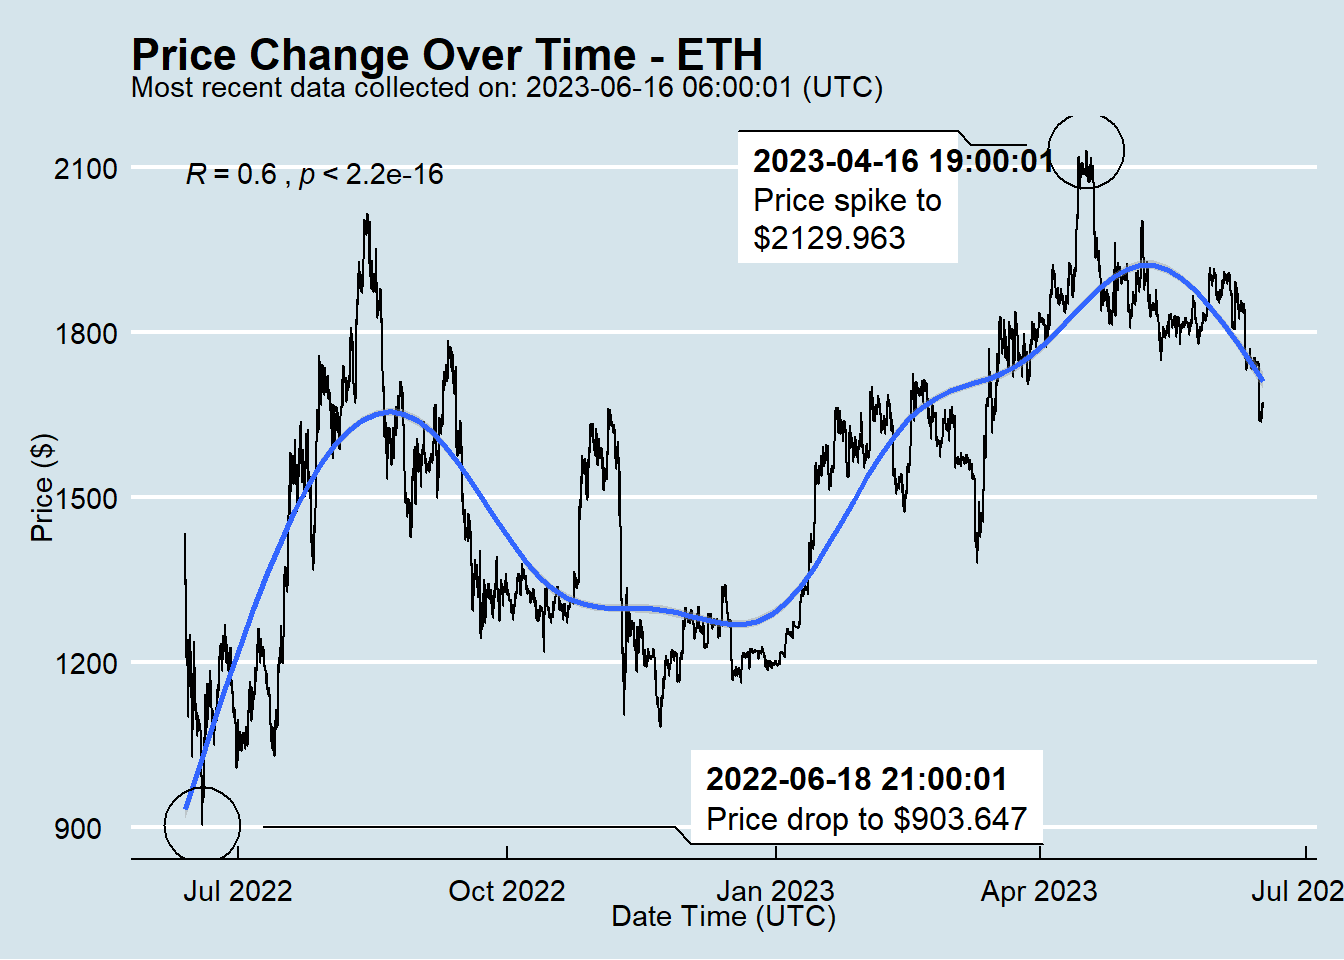 Price Change Over Time - ETH
Most recent data collected on: 2023-06-16 06:00:01 (UTC)
R = 0.6 , p < 2.2e-16
2023-04-16 19:00:01
Price spike to
$2129.963
2100
1800
1500
1200
900
Price ($)
2022-06-18 21:00:01
Price drop to $903.647
Jul 2022
Oct 2022
Jan 2023
Apr 2023
Jul 202
Date Time (UTC)